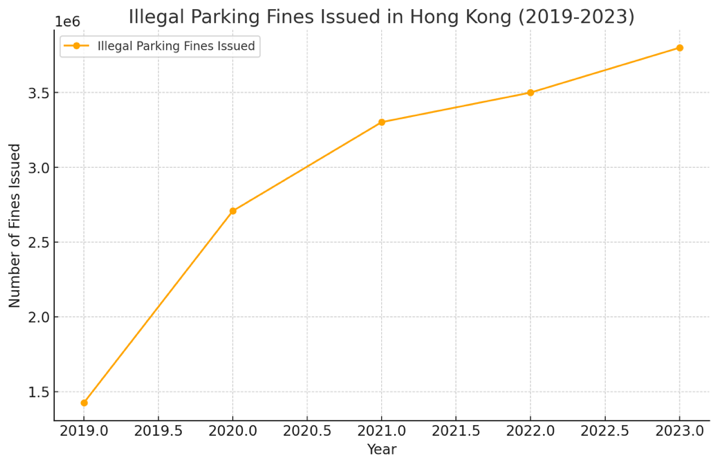 Illegal Parking Fines Issued in Hong Kong (2019-2023)
1e6
Illegal Parking Fines Issued
3.5
3.0
2.5
2.0
1.5
Number of Fines Issued
2019.0 2019.5 2020.0 2020.5 2021.0 2021.5 2022.0 2022.5 2023.0
Year